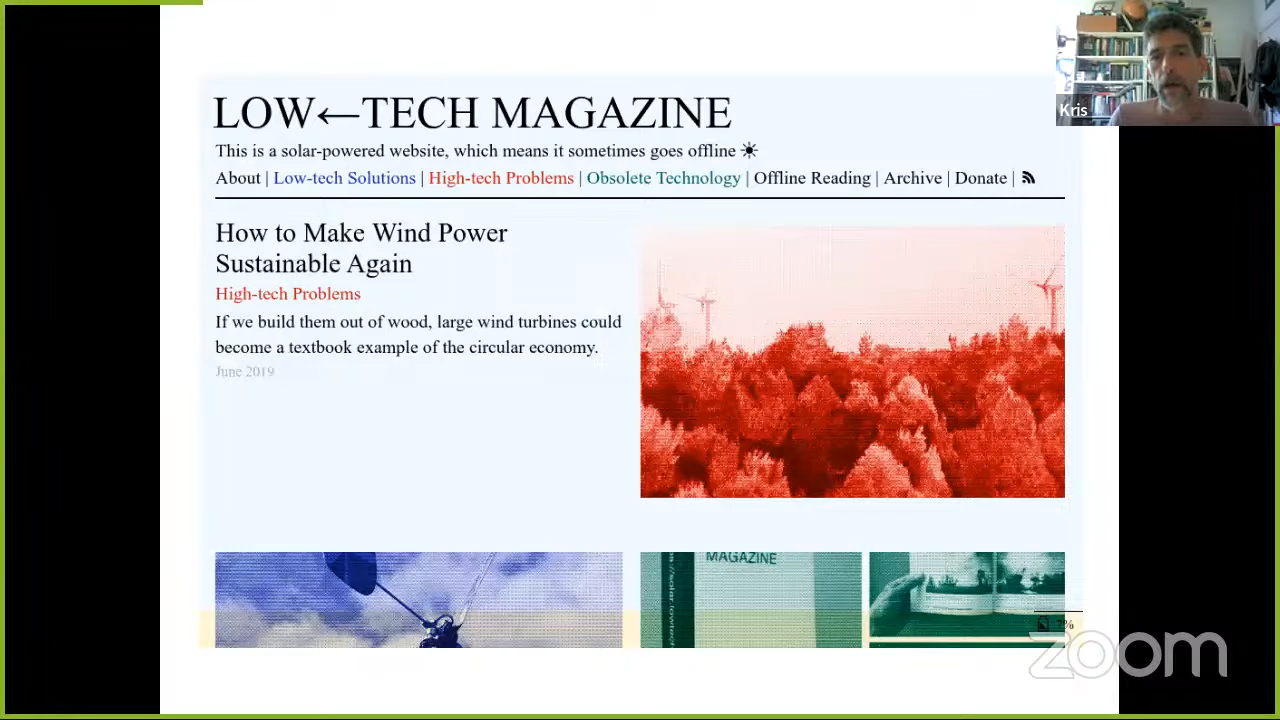 Kris
LOW←TECH MAGAZINE
This is a solar-powered website, which means it sometimes goes offline ☀
About | Low-tech Solutions | High-tech Problems | Obsolete Technology | Offline Reading | Archive | Donate |
How to Make Wind Power
Sustainable Again
High-tech Problems
If we build them out of wood, large wind turbines could
become a textbook example of the circular economy.
June 2019
MAGAZINE
zoom